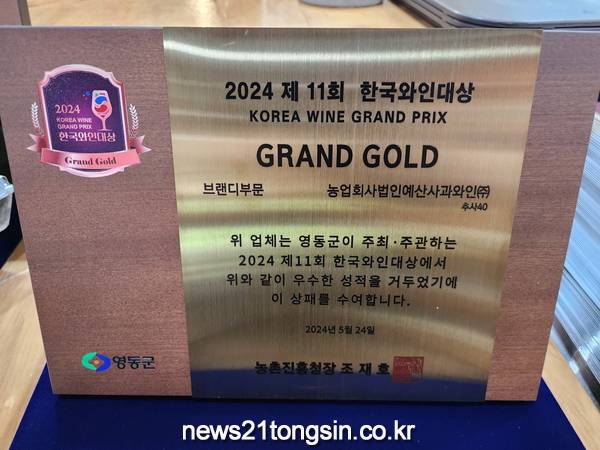 2024
KOREA WINE
GRAND PRIX
한국와인대상
Grand Gold
2024 제 11회 한국와인대상
KOREA WINE GRAND PRIX
GRAND GOLD
브랜디부문 농업회사법인예산사과와인㈜
추사40
위 업체는 영동군이 주최·주관하는
2024 제11회 한국와인대상에서
위와 같이 우수한 성적을 거두었기에
이 상패를 수여합니다.
2024년 5월 24일
농촌진흥청장 조 재 호
영동군
news21tongsin.co.kr